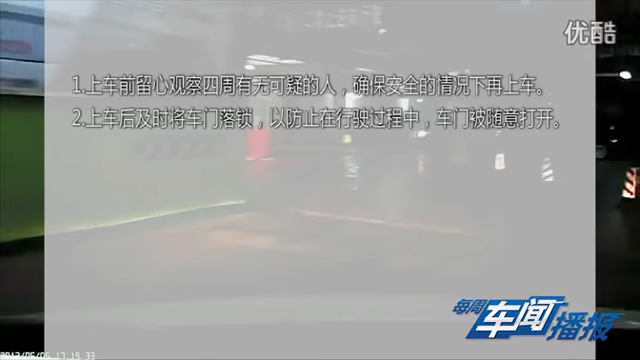 优酷
1.上车前留心观察四周有无可疑的人，确保安全的情况下再上车。
2.上车后及时将车门落锁，以防止在行驶过程中，车门被随意打开。
每周车闻播报